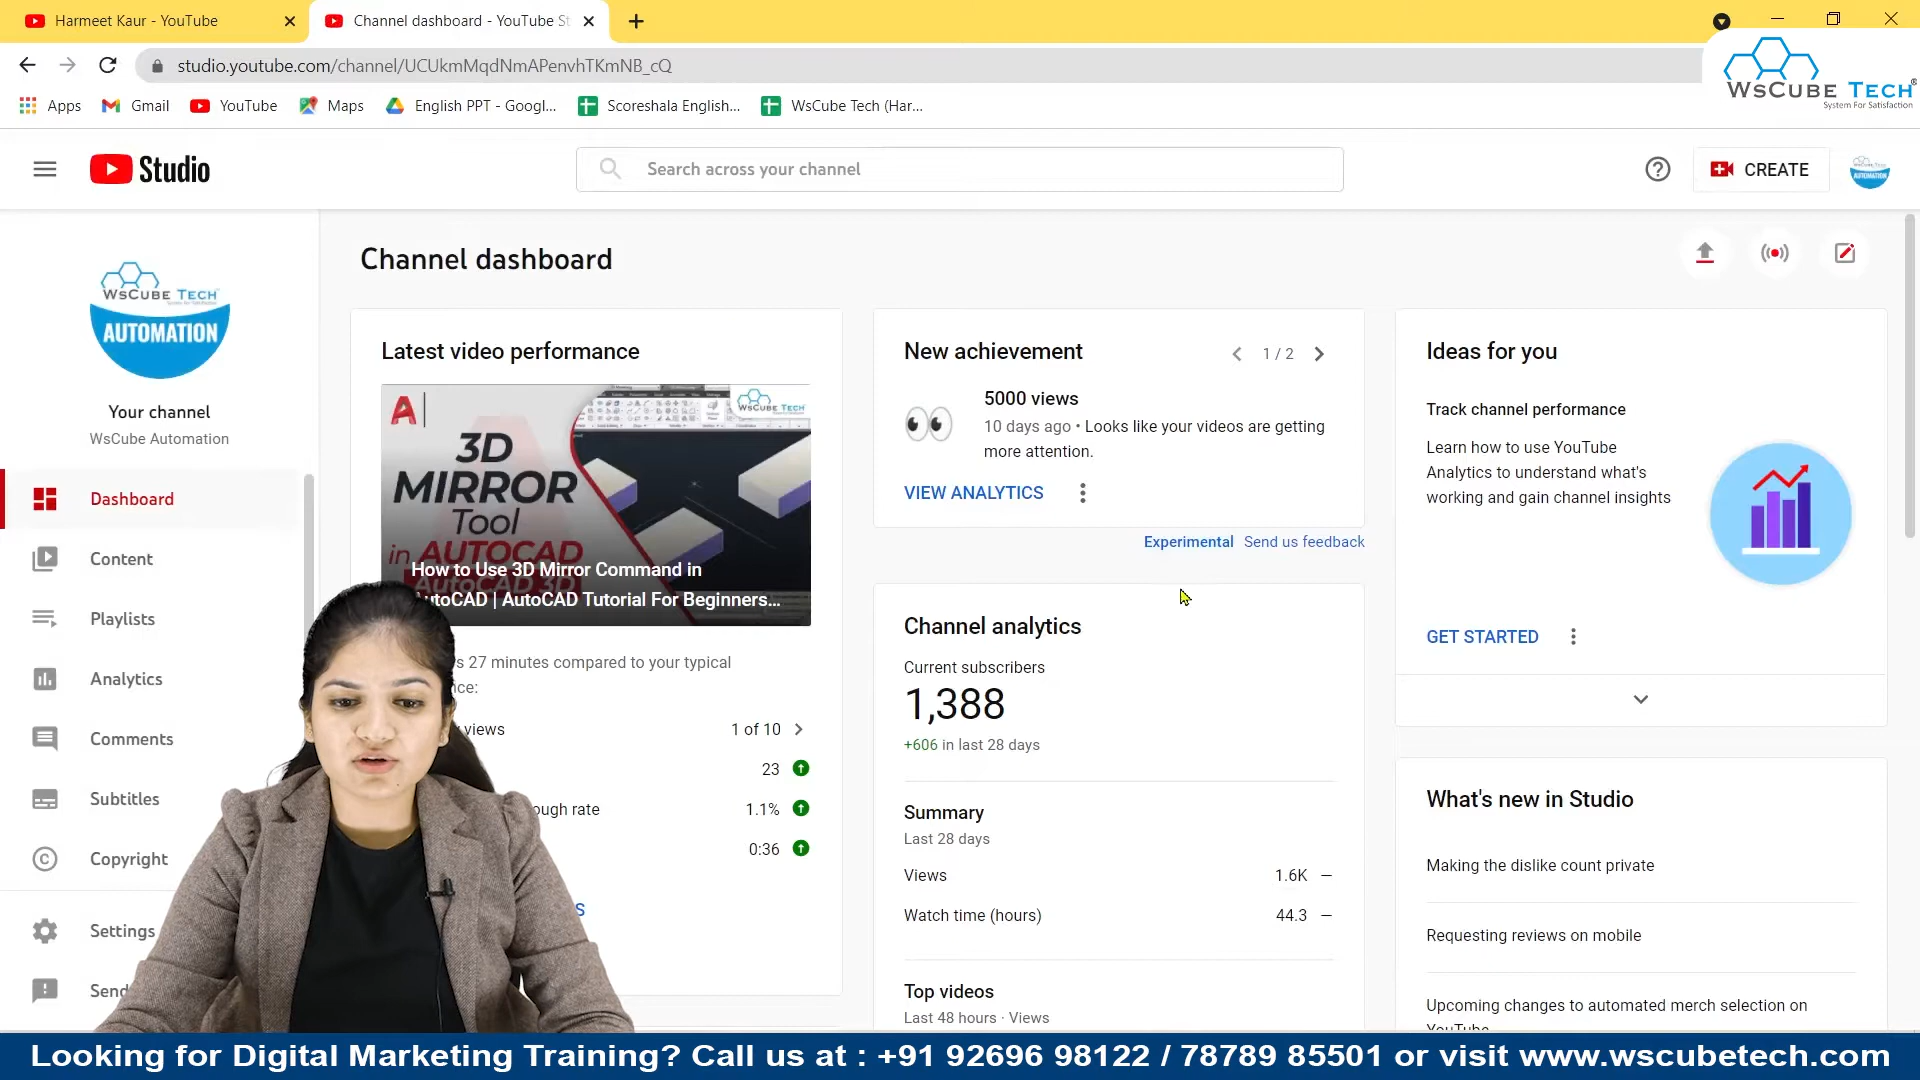 Harmeet Kaur - YouTube
Channel dashboard - YouTube St
studio.youtube.com/channel/UCUkmMqdNmAPenvhTKmNB_cQ
WsCube Tech®
System For Satisfaction
Apps
Gmail
YouTube
Maps
English PPT - Googl...
Scoreshala English...
WsCube Tech (Har...
Studio
Search across your channel
CREATE
AUTOMATION
WsCube Tech
AUTOMATION
Your channel
WsCube Automation
Dashboard
Content
Playlists
Analytics
Comments
Subtitles
Copyright
Settings
Send
Channel dashboard
Latest video performance
A
WsCube Tech
3D
MIRROR
Tool
in AUTOCAD
AutoCAD 3D
How to Use 3D Mirror Command in
utoCAD | AutoCAD Tutorial For Beginners...
s 27 minutes compared to your typical
ce:
views
1 of 10
23
ough rate
1.1%
0:36
S
New achievement
1 / 2
5000 views
10 days ago • Looks like your videos are getting
more attention.
VIEW ANALYTICS
Experimental
Send us feedback
Channel analytics
Current subscribers
1,388
+606 in last 28 days
Summary
Last 28 days
Views
1.6K —
Watch time (hours)
44.3 —
Top videos
Last 48 hours · Views
Ideas for you
Track channel performance
Learn how to use YouTube
Analytics to understand what's
working and gain channel insights
GET STARTED
What's new in Studio
Making the dislike count private
Requesting reviews on mobile
Upcoming changes to automated merch selection on
YouTube
Looking for Digital Marketing Training? Call us at : +91 92696 98122 / 78789 85501 or visit www.wscubetech.com